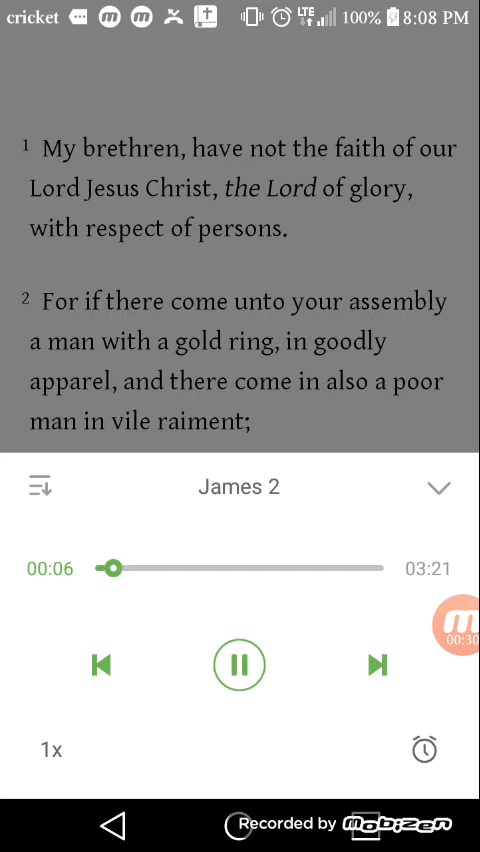 cricket LTE 100% 8:08 PM
1 My brethren, have not the faith of our
Lord Jesus Christ, the Lord of glory,
with respect of persons.
2 For if there come unto your assembly
a man with a gold ring, in goodly
apparel, and there come in also a poor
man in vile raiment;
James 2
00:06 03:21
00:30
1x
Recorded by mobizen